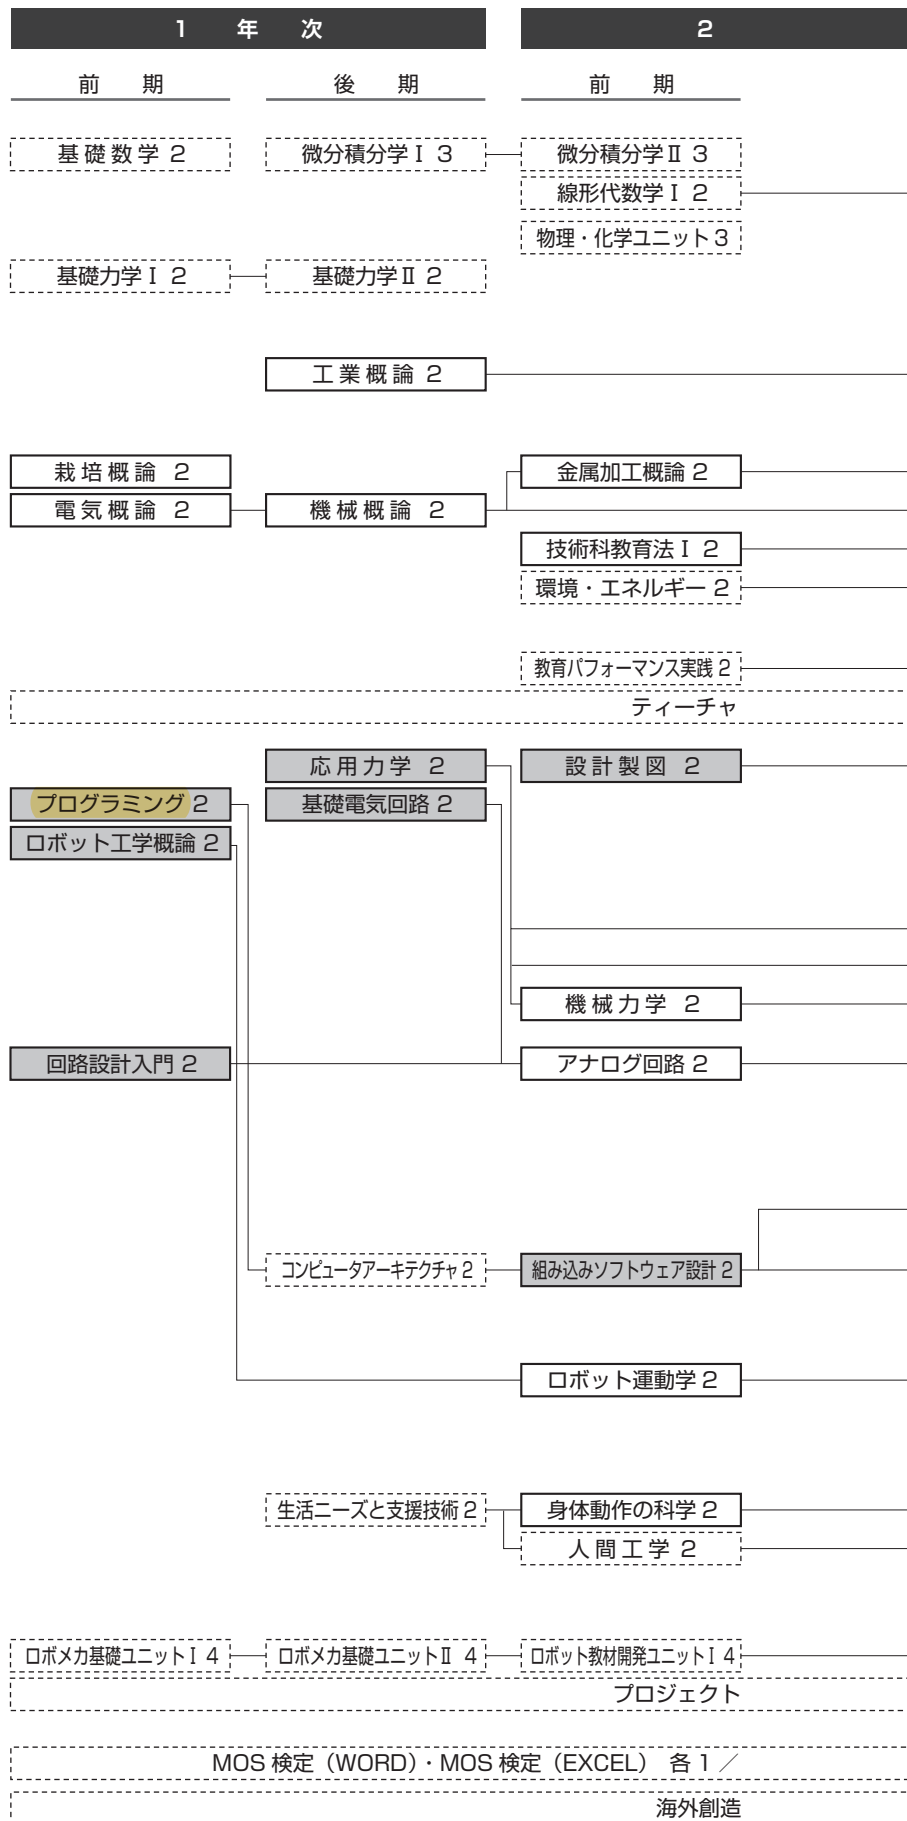 1 年 次
2
前 期
後 期
前 期
基礎数学 2
微分積分学Ⅰ 3
微分積分学Ⅱ 3
線形代数学Ⅰ 2
物理・化学ユニット 3
基礎力学Ⅰ 2
基礎力学Ⅱ 2
工業概論 2
栽培概論 2
金属加工概論 2
電気概論 2
機械概論 2
技術科教育法Ⅰ 2
環境・エネルギー 2
教育パフォーマンス実践 2
ティーチャ
応用力学 2
設計製図 2
プログラミング 2
基礎電気回路 2
ロボット工学概論 2
機械力学 2
回路設計入門 2
アナログ回路 2
コンピュータアーキテクチャ 2
組み込みソフトウェア設計 2
ロボット運動学 2
生活ニーズと支援技術 2
身体動作の科学 2
人間工学 2
ロボメカ基礎ユニットⅠ 4
ロボメカ基礎ユニットⅡ 4
ロボット教材開発ユニットⅠ 4
プロジェクト
MOS 検定（WORD）・MOS 検定（EXCEL） 各 1 ／
海外創造